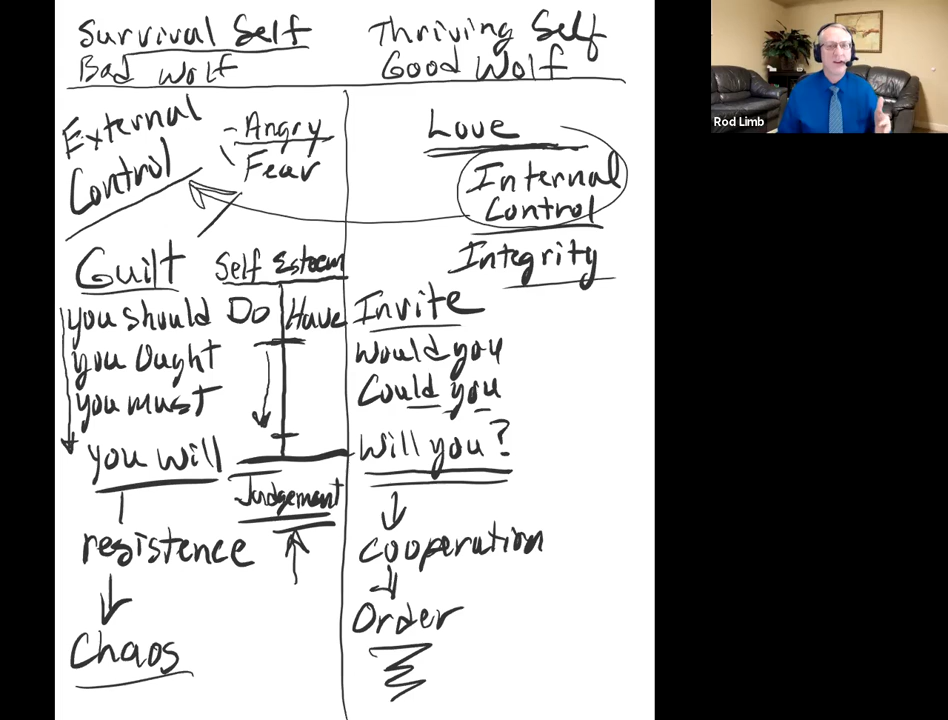 Survival Self
Bad Wolf
External
Control
- Angry
Fear
Guilt
you should
you ought
you must
you will
resistence
Chaos
Self Esteem
Do Have
Judgement
Thriving Self
Good Wolf
Love
Internal
Control
Integrity
Invite
Would you
Could you
Will you?
cooperation
Order
Rod Limb